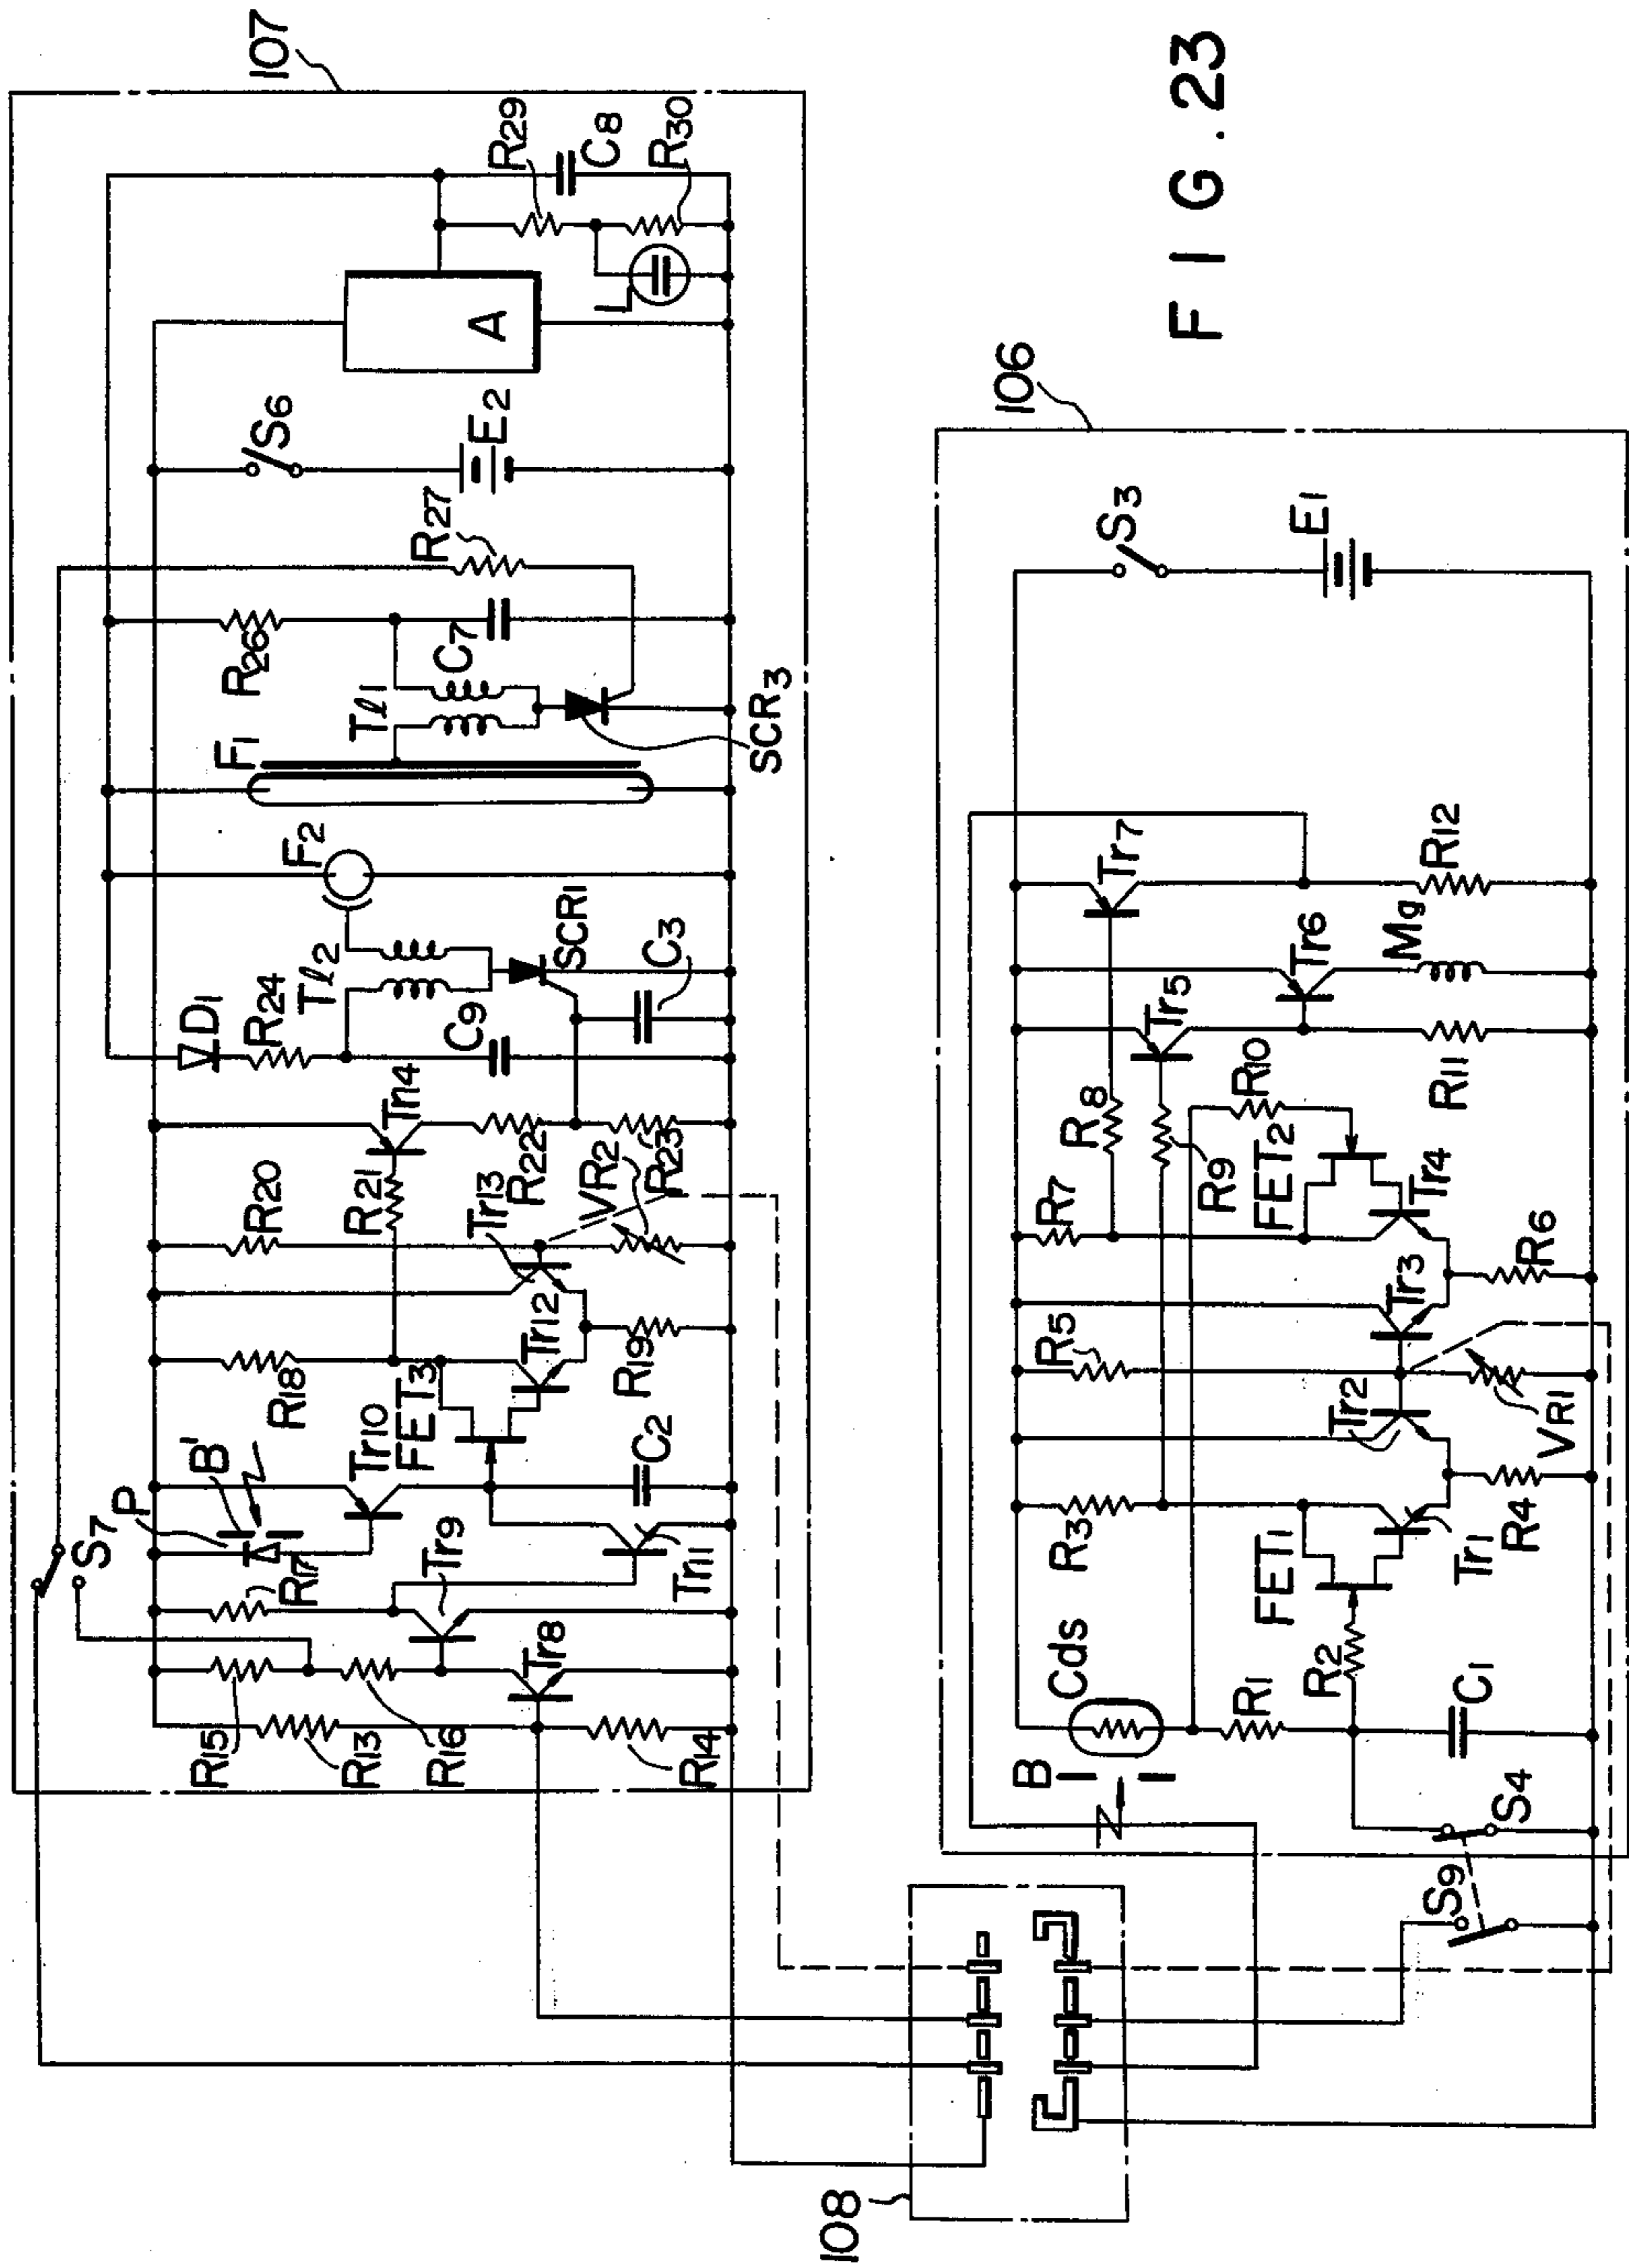 107
S7
P
B'
R15
R13
R16
R14
R17
Tr8
Tr9
Tr10
Tr11
R18
FET3
C2
Tr12
R19
Tr13
R20
R21
Tr14
R22
VR2
R23
D1
R24
Tl2
C9
SCR1
C3
F2
F1
Tl1
R26
C7
SCR3
R27
S6
E2
A
L
R29
C8
R30
FIG.23
106
B
Cds
R1
R2
C1
S4
S9
FET1
R3
Tr1
R4
Tr2
R5
VR1
Tr3
R6
Tr4
R7
R8
R9
FET2
R10
R11
Tr5
Tr6
Mg
Tr7
R12
S3
E1
108